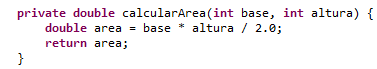 private double calcularArea(int base, int altura) {
    double area = base * altura / 2.0;
    return area;
}